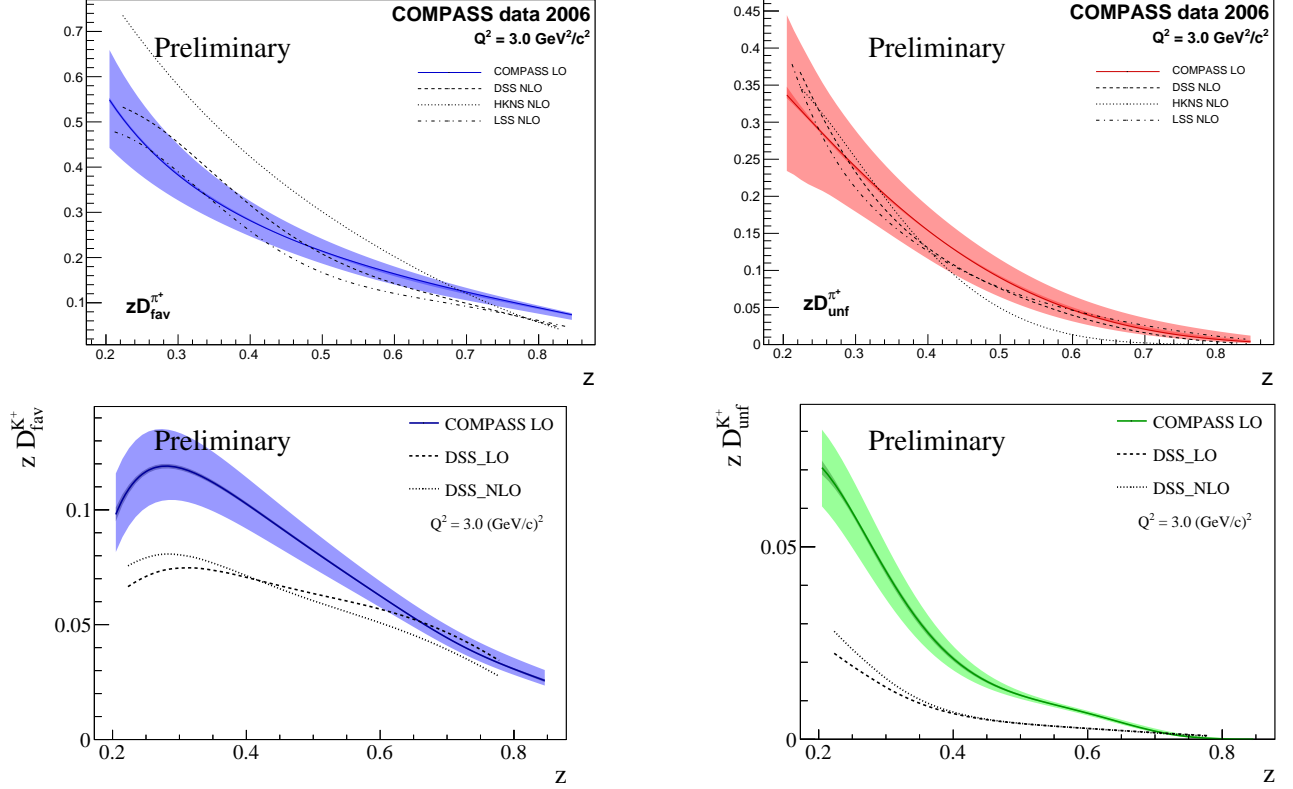 COMPASS data 2006
Q² = 3.0 GeV²/c²
Preliminary
COMPASS LO
DSS NLO
HKNS NLO
LSS NLO
0.7
0.6
0.5
0.4
0.3
0.2
0.1
zD_fav^π⁺
0.2 0.3 0.4 0.5 0.6 0.7 0.8
z
COMPASS data 2006
Q² = 3.0 GeV²/c²
Preliminary
COMPASS LO
DSS NLO
HKNS NLO
LSS NLO
0.45
0.4
0.35
0.3
0.25
0.2
0.15
0.1
0.05
0
zD_unf^π⁺
0.2 0.3 0.4 0.5 0.6 0.7 0.8
z
z D_fav^K⁺
Preliminary
COMPASS LO
DSS_LO
DSS_NLO
Q² = 3.0 (GeV/c)²
0.1
0.05
0
0.2 0.4 0.6 0.8
z
z D_unf^K⁺
Preliminary
COMPASS LO
DSS_LO
DSS_NLO
Q² = 3.0 (GeV/c)²
0.05
0
0.2 0.4 0.6 0.8
z